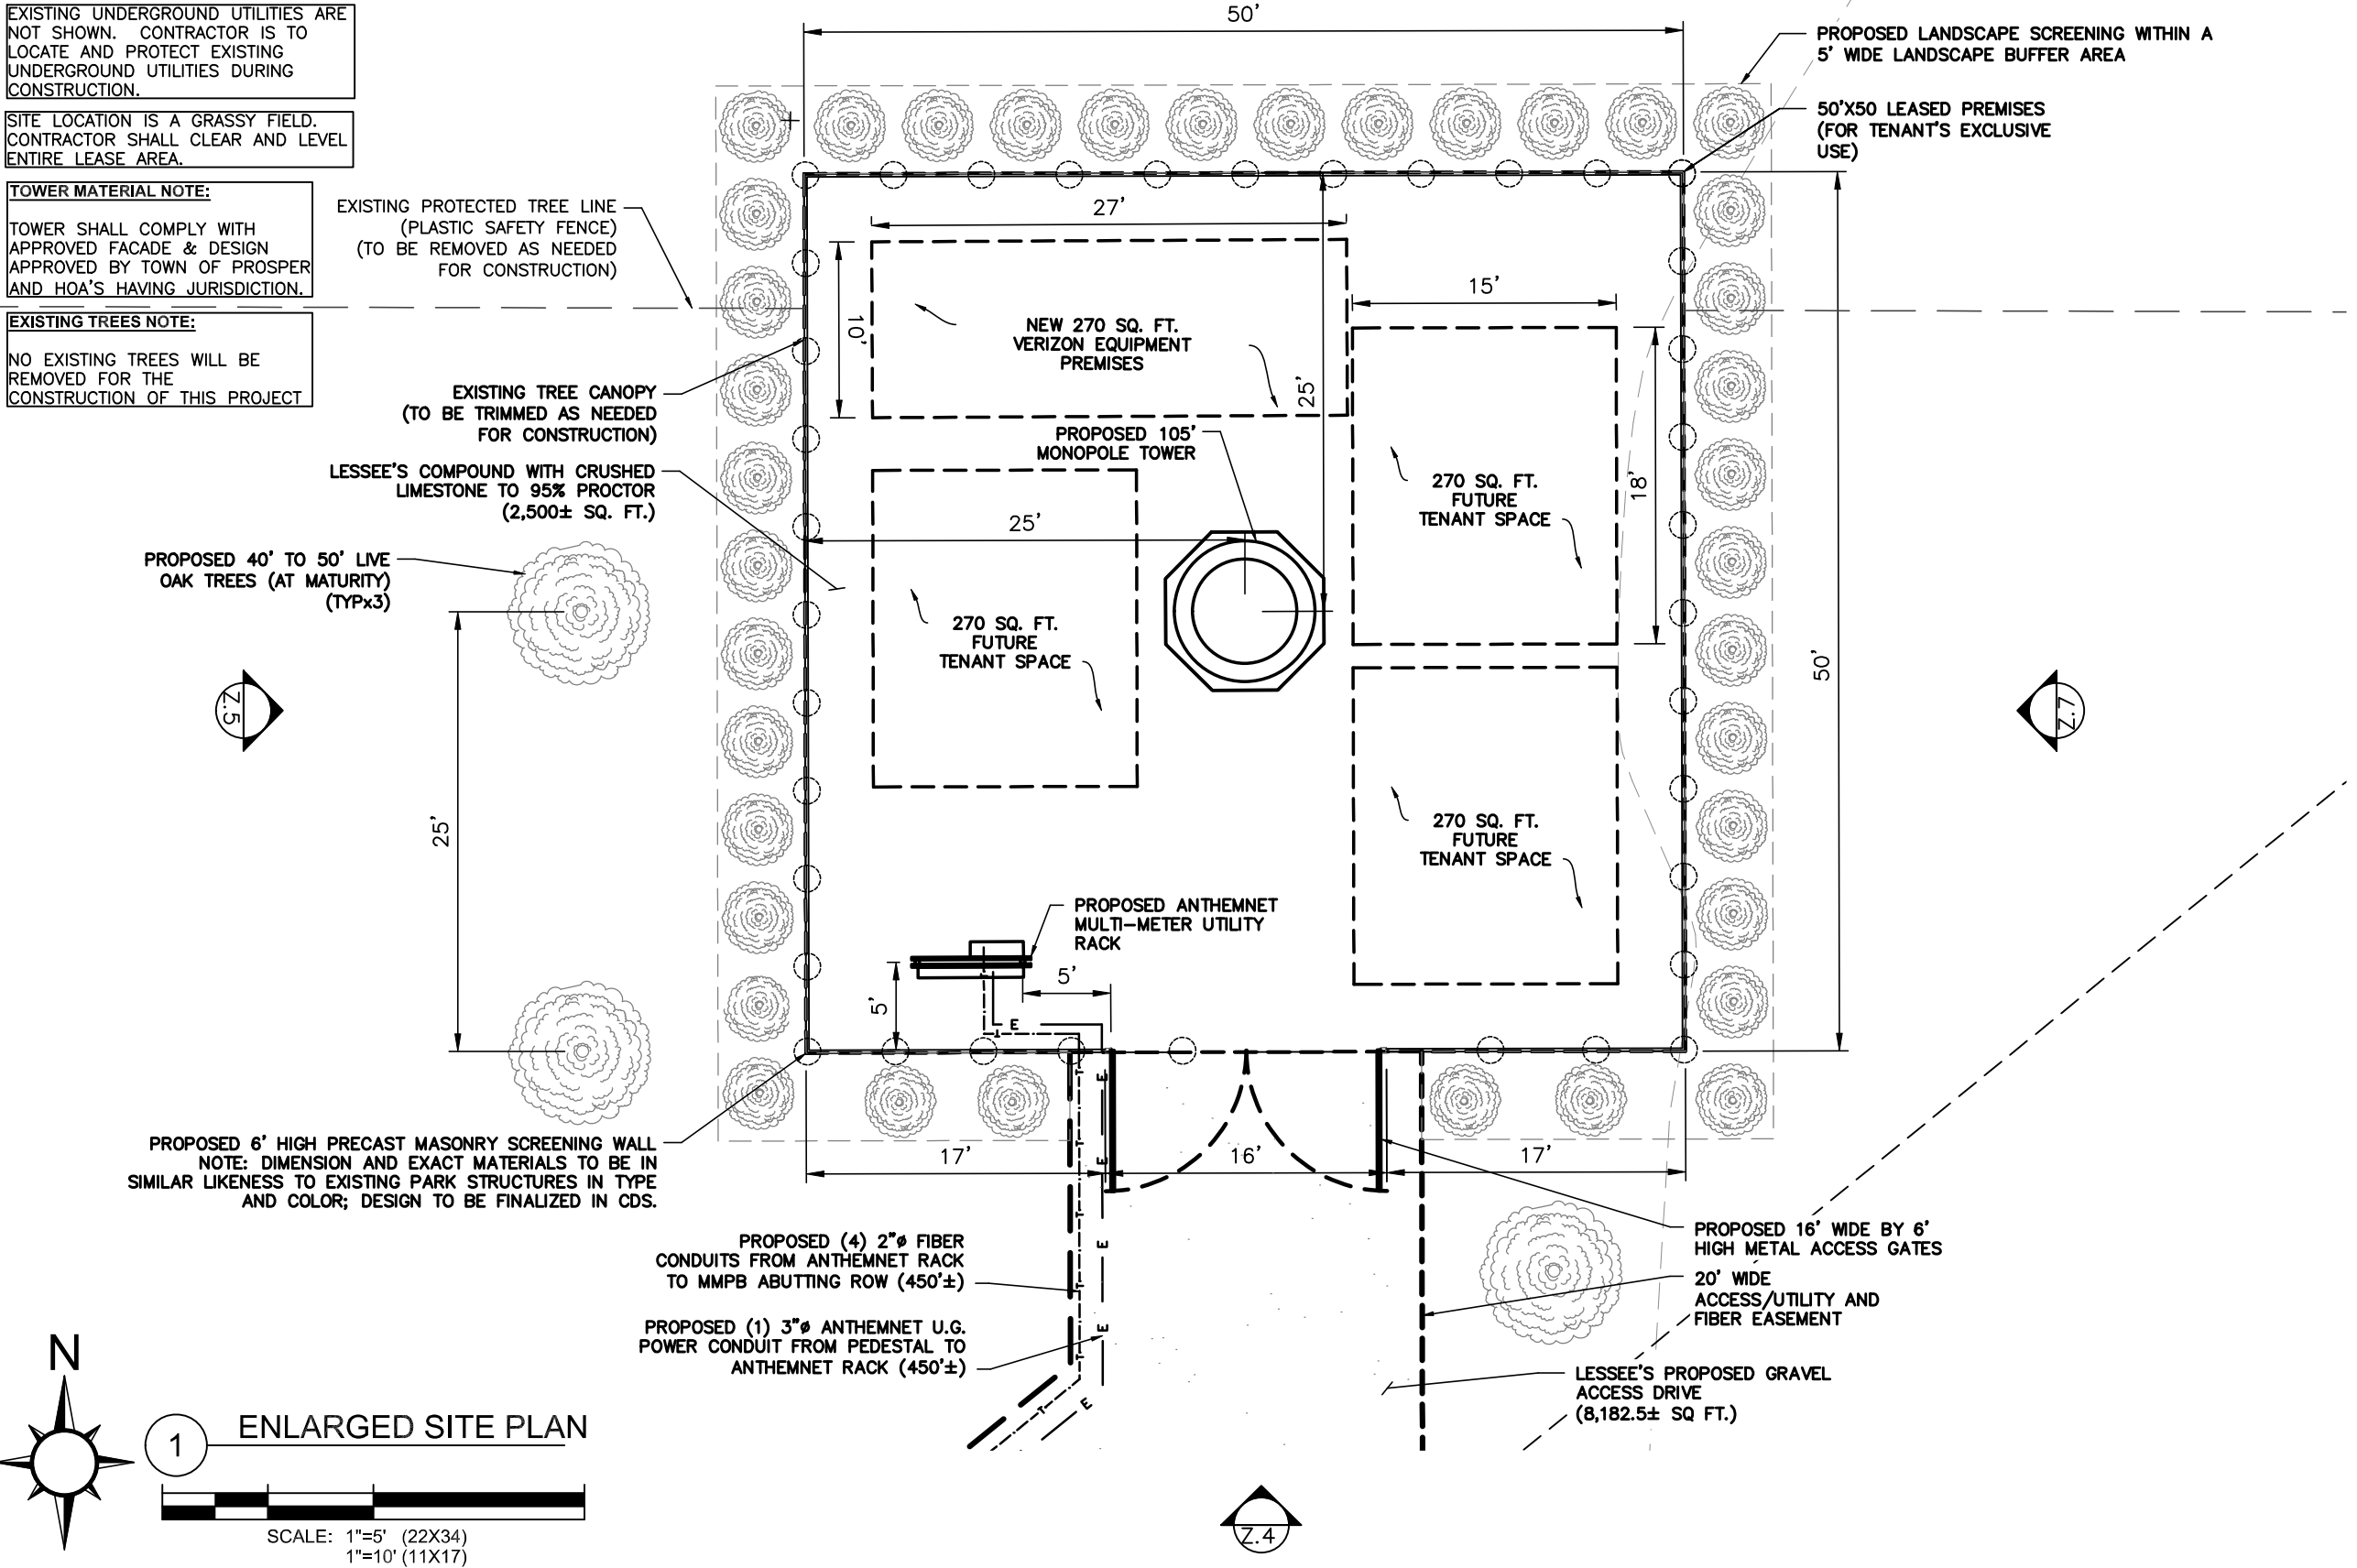 EXISTING UNDERGROUND UTILITIES ARE
NOT SHOWN. CONTRACTOR IS TO
LOCATE AND PROTECT EXISTING
UNDERGROUND UTILITIES DURING
CONSTRUCTION.
SITE LOCATION IS A GRASSY FIELD.
CONTRACTOR SHALL CLEAR AND LEVEL
ENTIRE LEASE AREA.
TOWER MATERIAL NOTE:
TOWER SHALL COMPLY WITH
APPROVED FACADE & DESIGN
APPROVED BY TOWN OF PROSPER
AND HOA'S HAVING JURISDICTION.
EXISTING TREES NOTE:
NO EXISTING TREES WILL BE
REMOVED FOR THE
CONSTRUCTION OF THIS PROJECT
50'
PROPOSED LANDSCAPE SCREENING WITHIN A
5' WIDE LANDSCAPE BUFFER AREA
50'X50 LEASED PREMISES
(FOR TENANT'S EXCLUSIVE
USE)
EXISTING PROTECTED TREE LINE
(PLASTIC SAFETY FENCE)
(TO BE REMOVED AS NEEDED
FOR CONSTRUCTION)
27'
10'
NEW 270 SQ. FT.
VERIZON EQUIPMENT
PREMISES
25'
15'
18'
EXISTING TREE CANOPY
(TO BE TRIMMED AS NEEDED
FOR CONSTRUCTION)
PROPOSED 105'
MONOPOLE TOWER
LESSEE'S COMPOUND WITH CRUSHED
LIMESTONE TO 95% PROCTOR
(2,500± SQ. FT.)
270 SQ. FT.
FUTURE
TENANT SPACE
25'
PROPOSED 40' TO 50' LIVE
OAK TREES (AT MATURITY)
(TYPx3)
270 SQ. FT.
FUTURE
TENANT SPACE
50'
Z.5
Z.7
25'
270 SQ. FT.
FUTURE
TENANT SPACE
PROPOSED ANTHEMNET
MULTI-METER UTILITY
RACK
5'
5'
E
T
T
E
PROPOSED 6' HIGH PRECAST MASONRY SCREENING WALL
NOTE: DIMENSION AND EXACT MATERIALS TO BE IN
SIMILAR LIKENESS TO EXISTING PARK STRUCTURES IN TYPE
AND COLOR; DESIGN TO BE FINALIZED IN CDS.
17'
16'
17'
T
E
T
E
PROPOSED (4) 2"ø FIBER
CONDUITS FROM ANTHEMNET RACK
TO MMPB ABUTTING ROW (450'±)
T
E
PROPOSED (1) 3"ø ANTHEMNET U.G.
POWER CONDUIT FROM PEDESTAL TO
ANTHEMNET RACK (450'±)
T
E
T
E
PROPOSED 16' WIDE BY 6'
HIGH METAL ACCESS GATES
20' WIDE
ACCESS/UTILITY AND
FIBER EASEMENT
LESSEE'S PROPOSED GRAVEL
ACCESS DRIVE
(8,182.5± SQ FT.)
N
1
ENLARGED SITE PLAN
SCALE: 1"=5' (22X34)
1"=10' (11X17)
Z.4